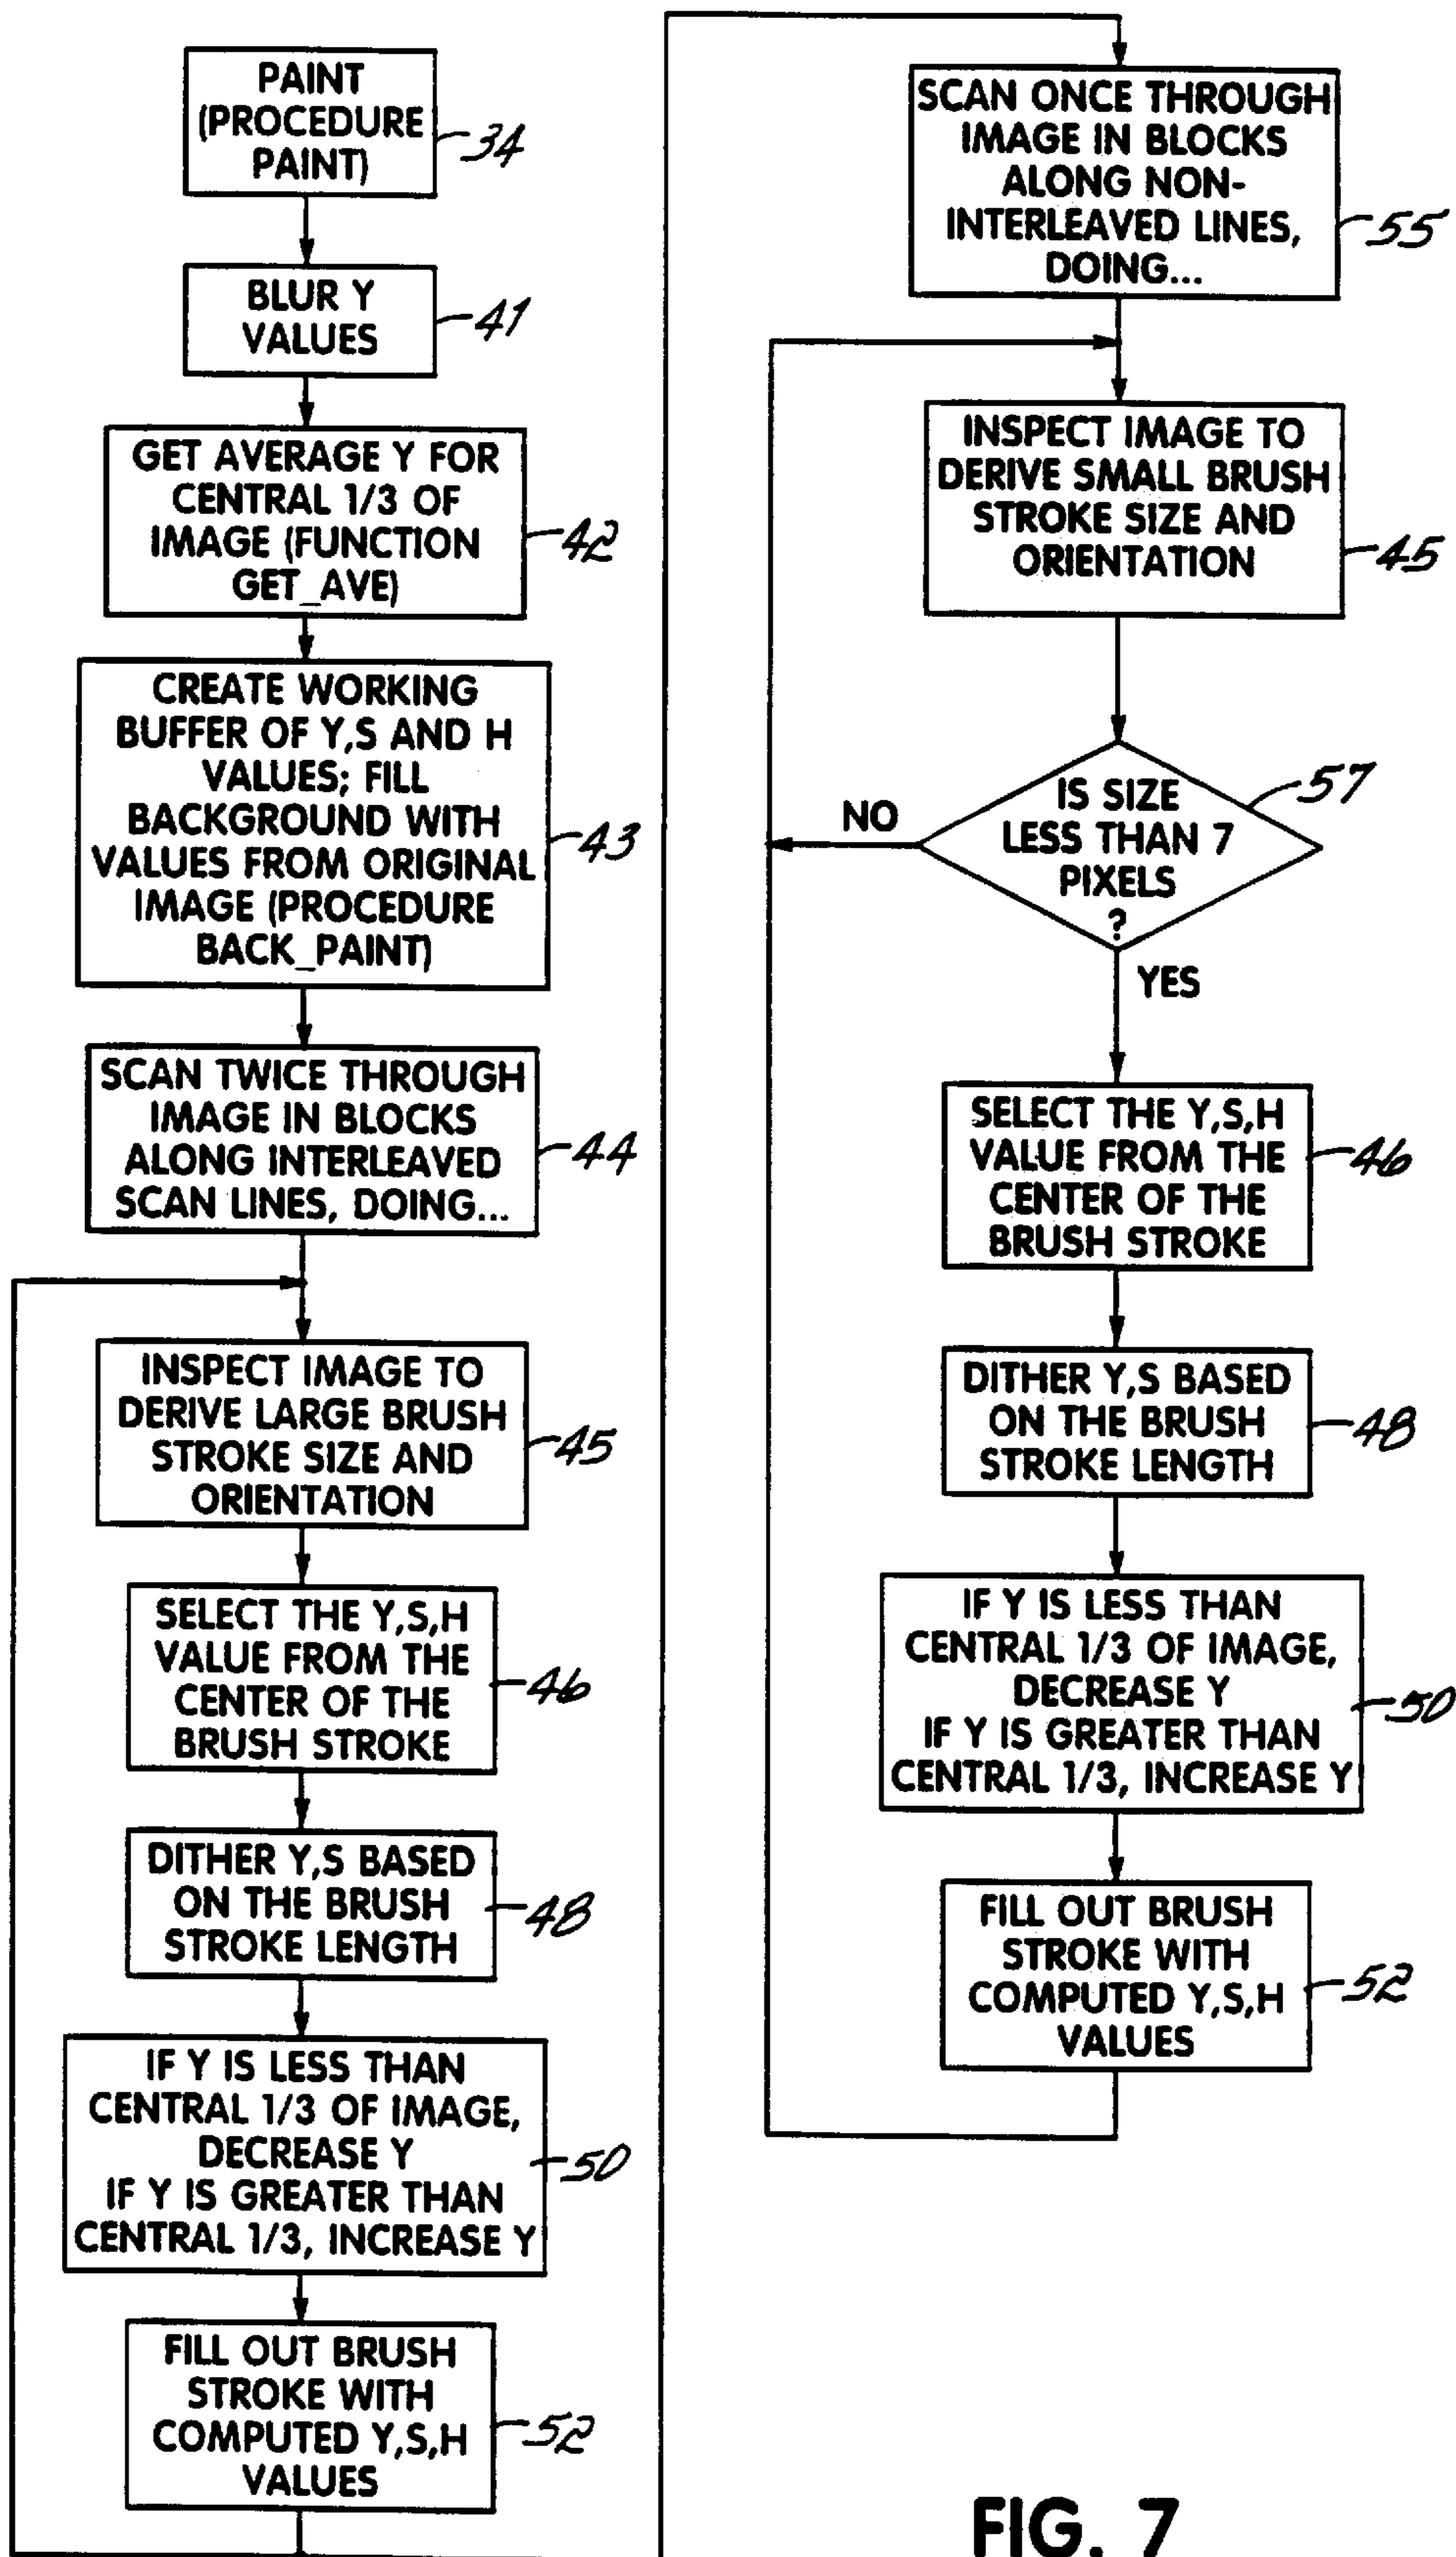 PAINT
(PROCEDURE
PAINT)
34
BLUR Y
VALUES
41
GET AVERAGE Y FOR
CENTRAL 1/3 OF
IMAGE (FUNCTION
GET_AVE)
42
CREATE WORKING
BUFFER OF Y,S AND H
VALUES; FILL
BACKGROUND WITH
VALUES FROM ORIGINAL
IMAGE (PROCEDURE
BACK_PAINT)
43
SCAN TWICE THROUGH
IMAGE IN BLOCKS
ALONG INTERLEAVED
SCAN LINES, DOING...
44
INSPECT IMAGE TO
DERIVE LARGE BRUSH
STROKE SIZE AND
ORIENTATION
45
SELECT THE Y,S,H
VALUE FROM THE
CENTER OF THE
BRUSH STROKE
46
DITHER Y,S BASED
ON THE BRUSH
STROKE LENGTH
48
IF Y IS LESS THAN
CENTRAL 1/3 OF IMAGE,
DECREASE Y
IF Y IS GREATER THAN
CENTRAL 1/3, INCREASE Y
50
FILL OUT BRUSH
STROKE WITH
COMPUTED Y,S,H
VALUES
52
SCAN ONCE THROUGH
IMAGE IN BLOCKS
ALONG NON-
INTERLEAVED LINES,
DOING...
55
INSPECT IMAGE TO
DERIVE SMALL BRUSH
STROKE SIZE AND
ORIENTATION
45
IS SIZE
LESS THAN 7
PIXELS
?
57
NO
YES
SELECT THE Y,S,H
VALUE FROM THE
CENTER OF THE
BRUSH STROKE
46
DITHER Y,S BASED
ON THE BRUSH
STROKE LENGTH
48
IF Y IS LESS THAN
CENTRAL 1/3 OF IMAGE,
DECREASE Y
IF Y IS GREATER THAN
CENTRAL 1/3, INCREASE Y
50
FILL OUT BRUSH
STROKE WITH
COMPUTED Y,S,H
VALUES
52
FIG. 7